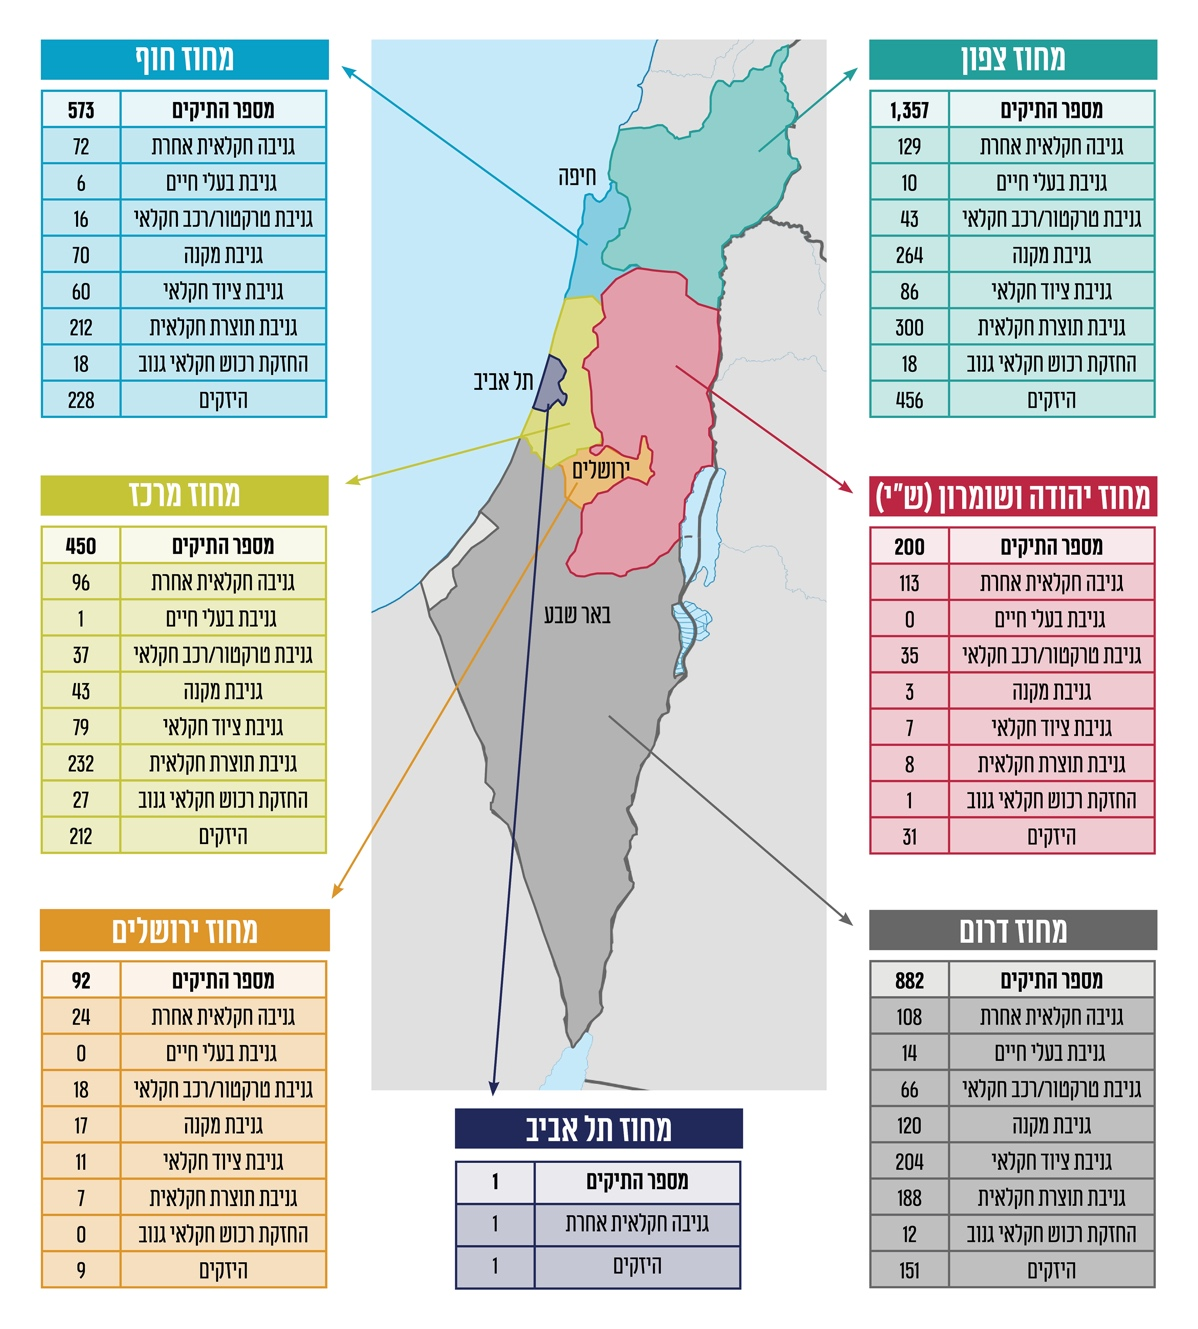 מחוז צפון
מספר התיקים 1,357
גניבה חקלאית אחרת 129
גניבת בעלי חיים 10
גניבת טרקטור/רכב חקלאי 43
גניבת מקנה 264
גניבת ציוד חקלאי 86
גניבת תוצרת חקלאית 300
החזקת רכוש חקלאי גנוב 18
היזקים 456
מחוז חוף
מספר התיקים 573
גניבה חקלאית אחרת 72
גניבת בעלי חיים 6
גניבת טרקטור/רכב חקלאי 16
גניבת מקנה 70
גניבת ציוד חקלאי 60
גניבת תוצרת חקלאית 212
החזקת רכוש חקלאי גנוב 18
היזקים 228
חיפה
תל אביב
ירושלים
באר שבע
מחוז יהודה ושומרון (ש"י)
מספר התיקים 200
גניבה חקלאית אחרת 113
גניבת בעלי חיים 0
גניבת טרקטור/רכב חקלאי 35
גניבת מקנה 3
גניבת ציוד חקלאי 7
גניבת תוצרת חקלאית 8
החזקת רכוש חקלאי גנוב 1
היזקים 31
מחוז מרכז
מספר התיקים 450
גניבה חקלאית אחרת 96
גניבת בעלי חיים 1
גניבת טרקטור/רכב חקלאי 37
גניבת מקנה 43
גניבת ציוד חקלאי 79
גניבת תוצרת חקלאית 232
החזקת רכוש חקלאי גנוב 27
היזקים 212
מחוז דרום
מספר התיקים 882
גניבה חקלאית אחרת 108
גניבת בעלי חיים 14
גניבת טרקטור/רכב חקלאי 66
גניבת מקנה 120
גניבת ציוד חקלאי 204
גניבת תוצרת חקלאית 188
החזקת רכוש חקלאי גנוב 12
היזקים 151
מחוז ירושלים
מספר התיקים 92
גניבה חקלאית אחרת 24
גניבת בעלי חיים 0
גניבת טרקטור/רכב חקלאי 18
גניבת מקנה 17
גניבת ציוד חקלאי 11
גניבת תוצרת חקלאית 7
החזקת רכוש חקלאי גנוב 0
היזקים 9
מחוז תל אביב
מספר התיקים 1
גניבה חקלאית אחרת 1
היזקים 1